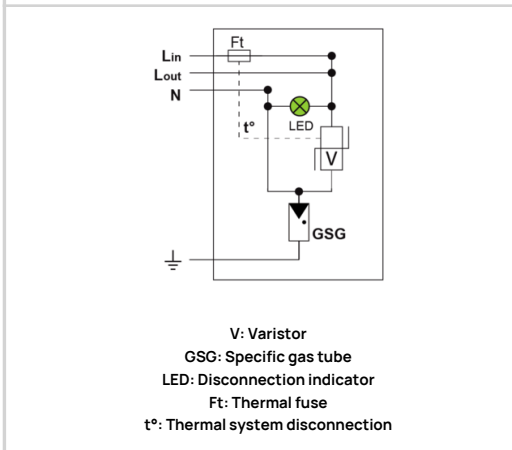 Ft
Lin
Lout
N
LED
t°
V
GSG
V: Varistor
GSG: Specific gas tube
LED: Disconnection indicator
Ft: Thermal fuse
t°: Thermal system disconnection